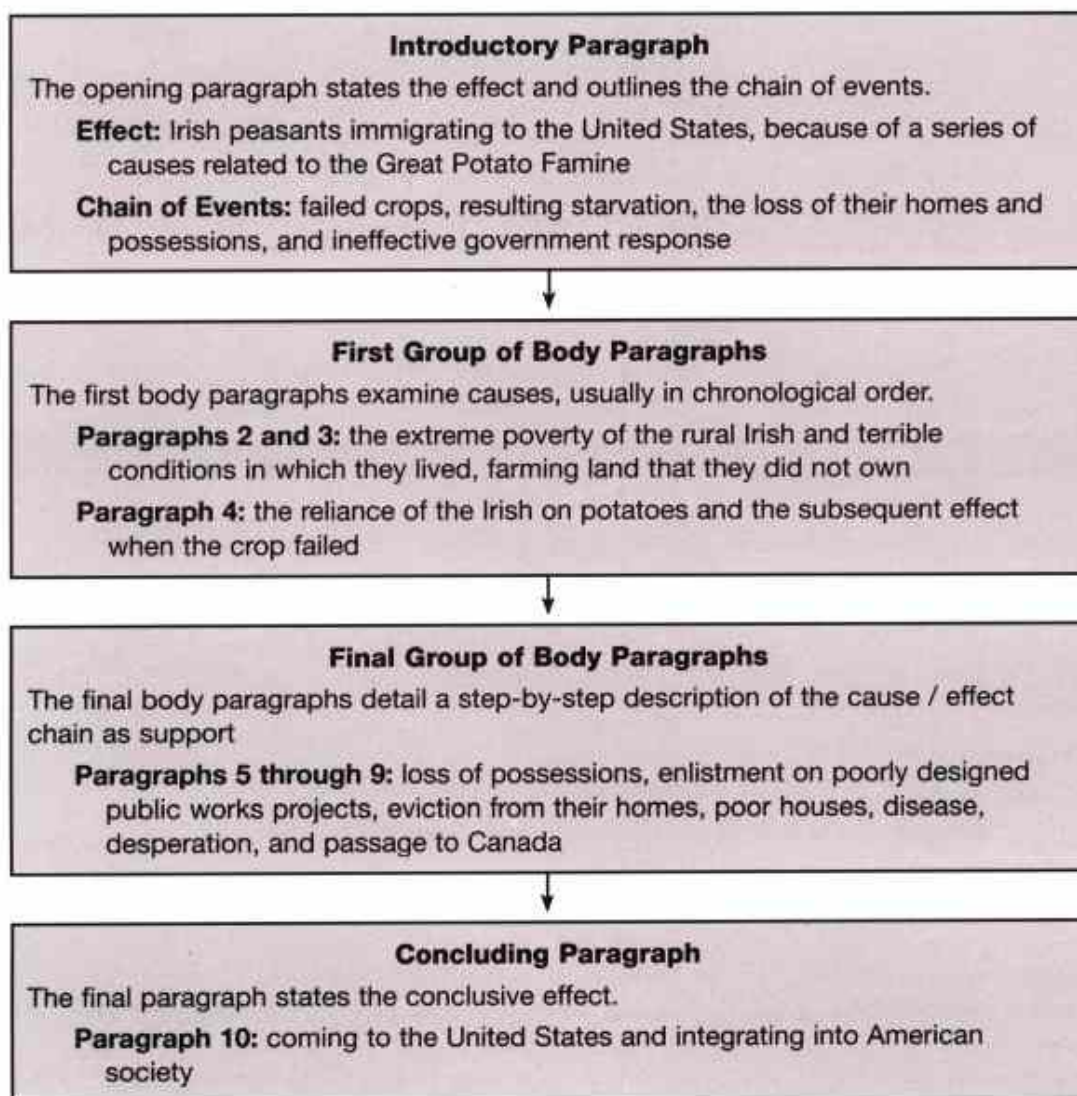 Introductory Paragraph
The opening paragraph states the effect and outlines the chain of events.
Effect: Irish peasants immigrating to the United States, because of a series of
causes related to the Great Potato Famine
Chain of Events: failed crops, resulting starvation, the loss of their homes and
possessions, and ineffective government response
First Group of Body Paragraphs
The first body paragraphs examine causes, usually in chronological order.
Paragraphs 2 and 3: the extreme poverty of the rural Irish and terrible
conditions in which they lived, farming land that they did not own
Paragraph 4: the reliance of the Irish on potatoes and the subsequent effect
when the crop failed
Final Group of Body Paragraphs
The final body paragraphs detail a step-by-step description of the cause / effect
chain as support
Paragraphs 5 through 9: loss of possessions, enlistment on poorly designed
public works projects, eviction from their homes, poor houses, disease,
desperation, and passage to Canada
Concluding Paragraph
The final paragraph states the conclusive effect.
Paragraph 10: coming to the United States and integrating into American
society